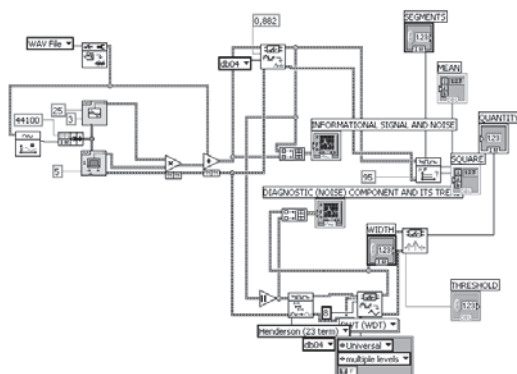 SEGMENTS
0,882
WAV File
MEAN
db04
QUANTITY
25
3
44100
INFORMATIONAL SIGNAL AND NOISE
5
95
SQUARE
DIAGNOSTIC (NOISE) COMPONENT AND ITS TRE
WIDTH
THRESHOLD
8
Henderson (23 term)
(WDT)
db04
Universal
multiple levels